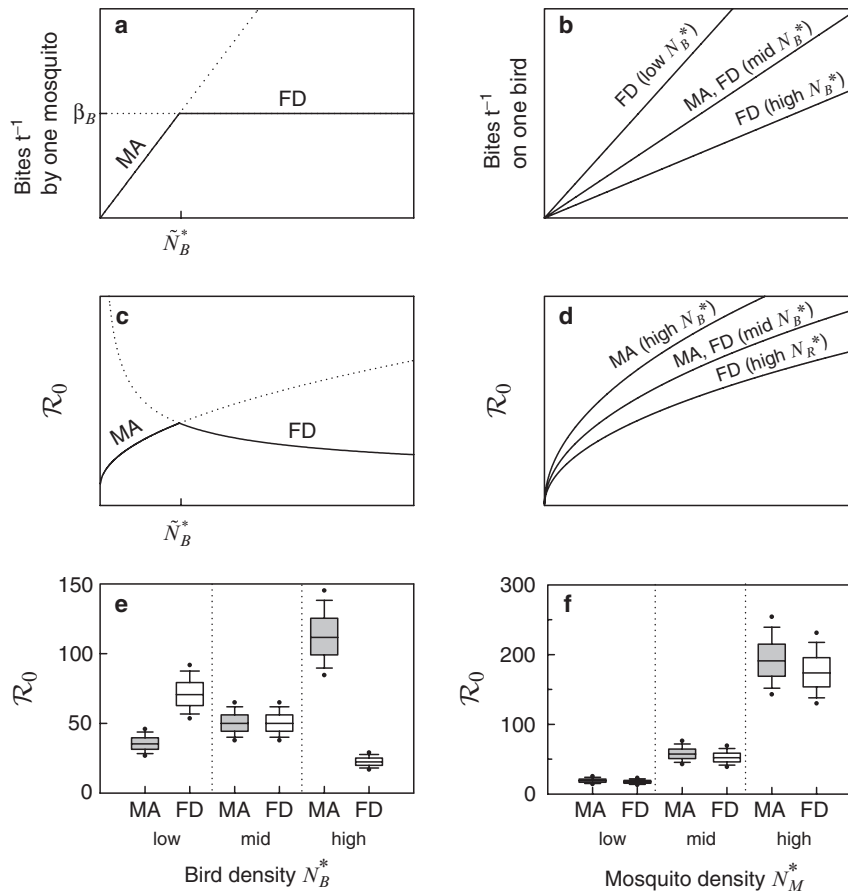 a
Bites t⁻¹
by one mosquito
β_B
MA
FD
Ñ_B*
b
Bites t⁻¹
on one bird
FD (low N_B*)
MA, FD (mid N_B*)
FD (high N_B*)
c
R₀
MA
FD
Ñ_B*
d
R₀
MA (high N_B*)
MA, FD (mid N_B*)
FD (high N_R*)
e
R₀
150
100
50
0
MA FD MA FD MA FD
low mid high
Bird density N_B*
f
R₀
300
200
100
0
MA FD MA FD MA FD
low mid high
Mosquito density N_M*